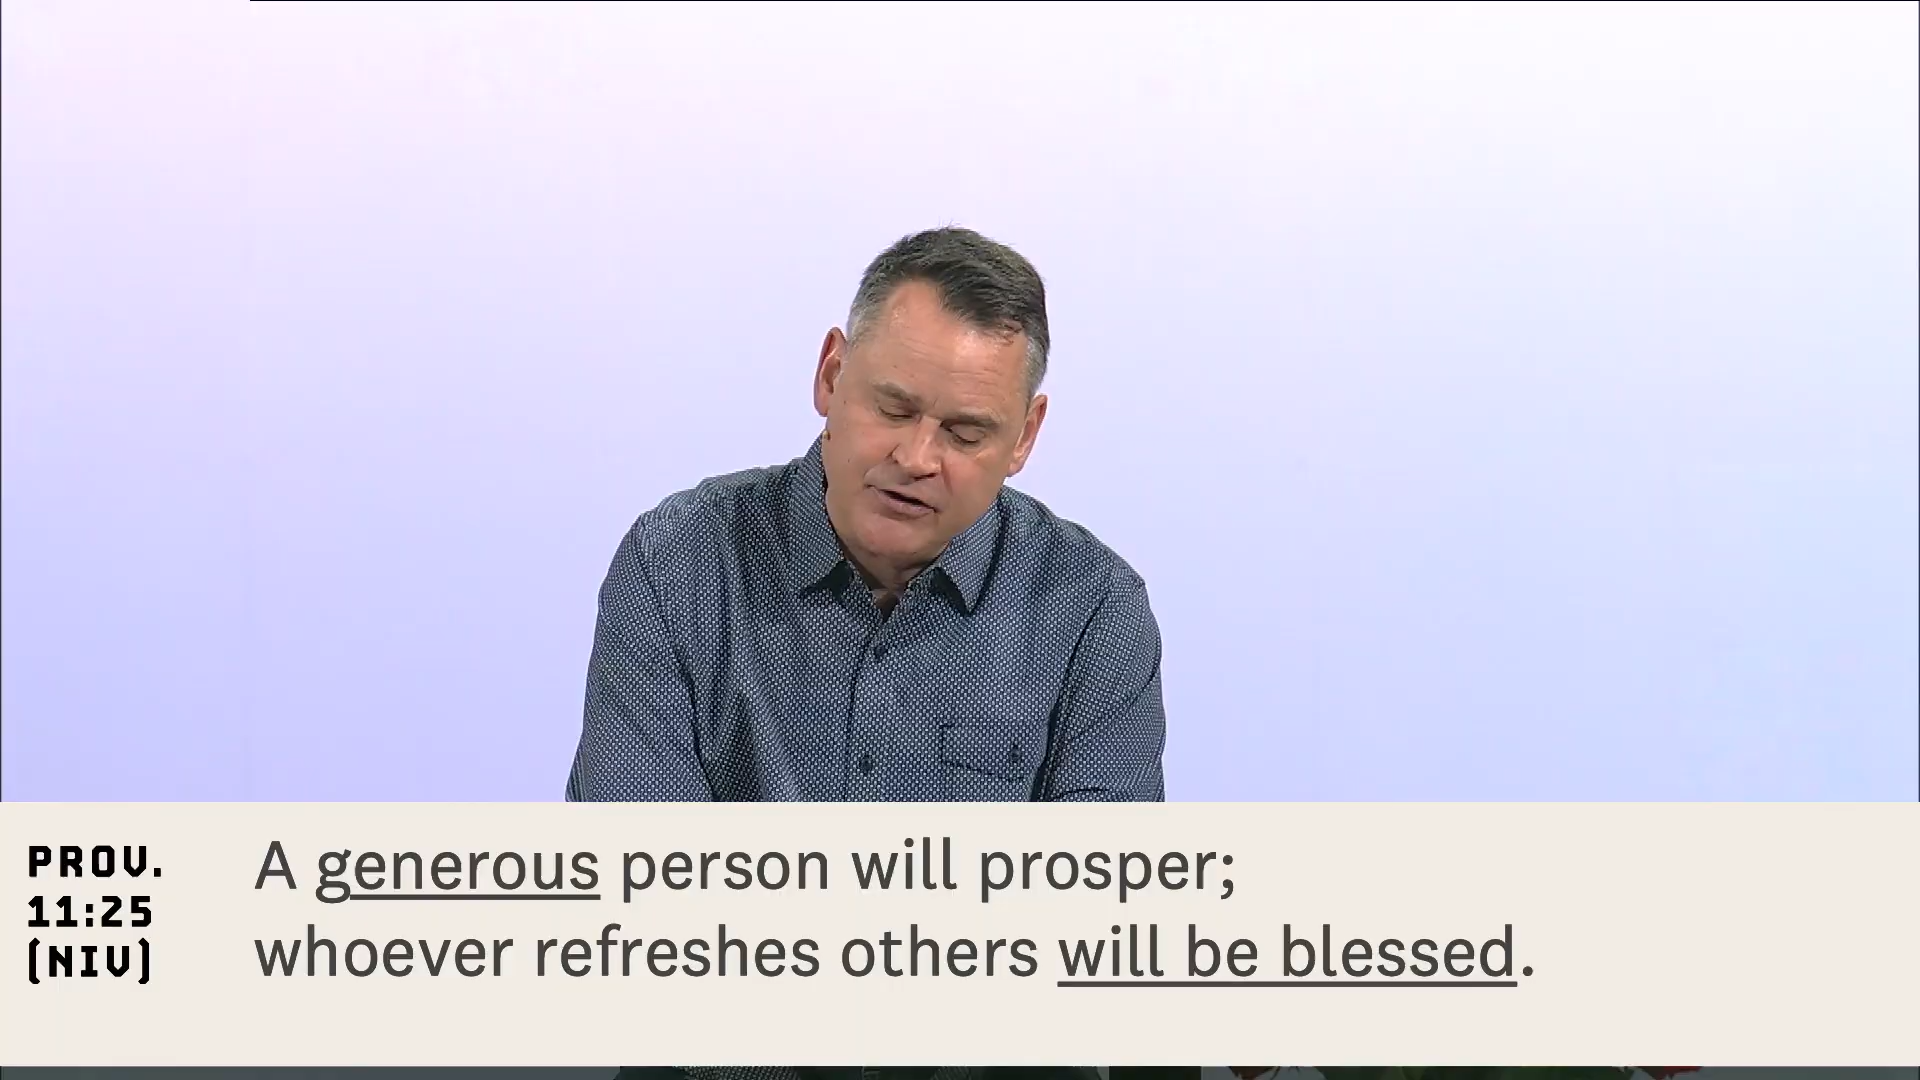 PROV.
11:25
(NIV)
A generous person will prosper;
whoever refreshes others will be blessed.